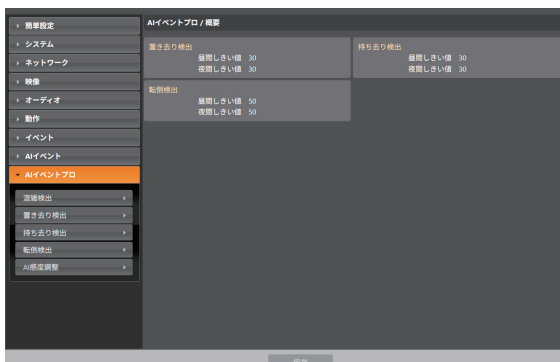 簡単設定
システム
ネットワーク
映像
オーディオ
動作
イベント
AIイベント
AIイベントプロ
混雑検出
置き去り検出
持ち去り検出
転倒検出
AI感度調整
AIイベントプロ / 概要
置き去り検出
昼間しきい値 30
夜間しきい値 30
持ち去り検出
昼間しきい値 30
夜間しきい値 30
転倒検出
昼間しきい値 50
夜間しきい値 50